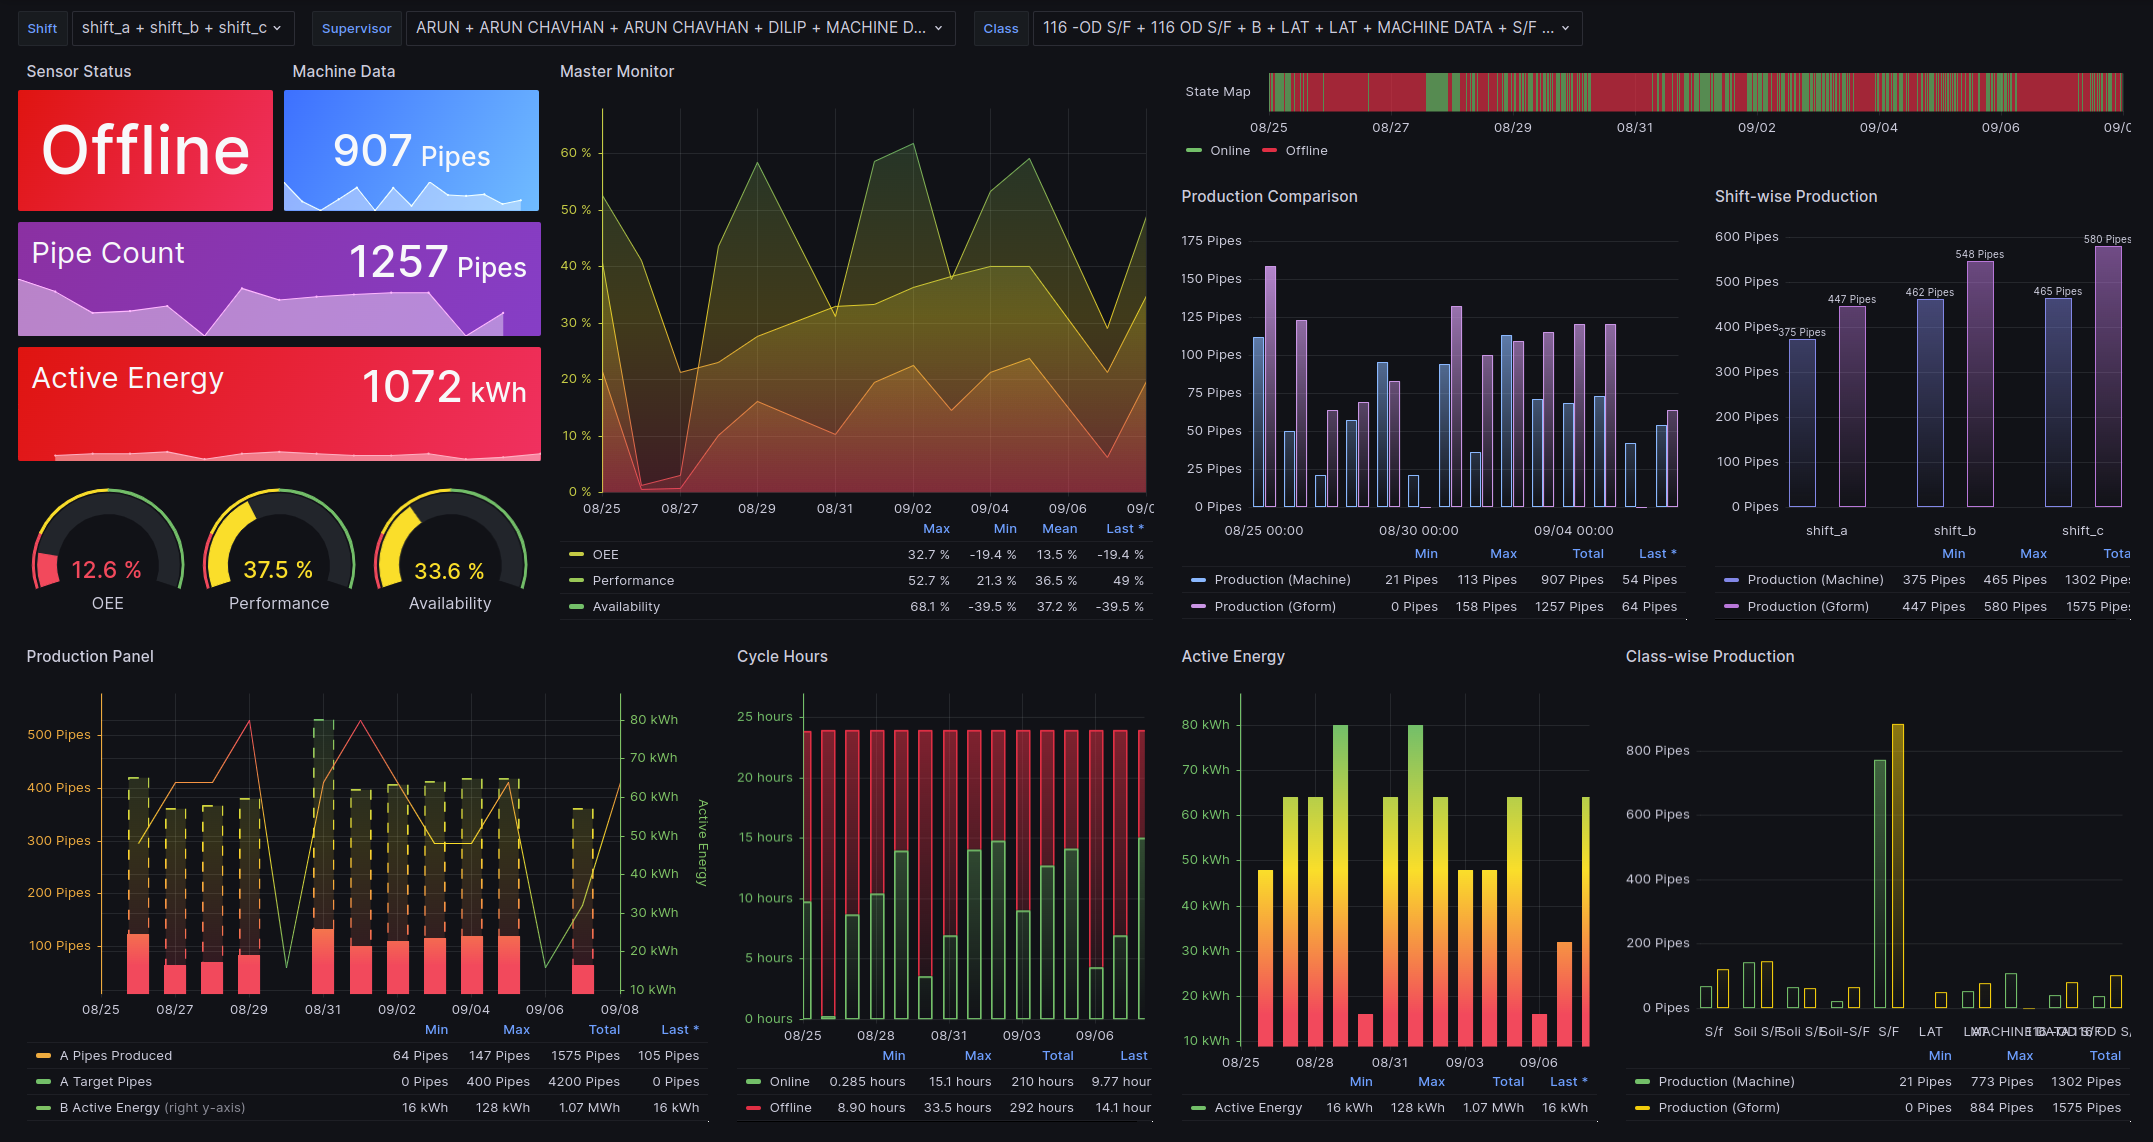 Shift shift_a + shift_b + shift_c Supervisor ARUN + ARUN CHAVHAN + ARUN CHAVHAN + DILIP + MACHINE D... Class 116 -OD S/F + 116 OD S/F + B + LAT + LAT + MACHINE DATA + S/F ...
Sensor Status
Offline
Machine Data
907 Pipes
Pipe Count
1257 Pipes
Active Energy
1072 kWh
12.6 %
OEE
37.5 %
Performance
33.6 %
Availability
Master Monitor
60 %
50 %
40 %
30 %
20 %
10 %
0 %
08/25 08/27 08/29 08/31 09/02 09/04 09/06
Max Min Mean Last *
OEE 32.7 % -19.4 % 13.5 % -19.4 %
Performance 52.7 % 21.3 % 36.5 % 49 %
Availability 68.1 % -39.5 % 37.2 % -39.5 %
State Map
08/25 08/27 08/29 08/31 09/02 09/04 09/06
Online Offline
Production Comparison
175 Pipes
150 Pipes
125 Pipes
100 Pipes
75 Pipes
50 Pipes
25 Pipes
0 Pipes
08/25 00:00 08/30 00:00 09/04 00:00
Min Max Total Last *
Production (Machine) 21 Pipes 113 Pipes 907 Pipes 54 Pipes
Production (Gform) 0 Pipes 158 Pipes 1257 Pipes 64 Pipes
Shift-wise Production
600 Pipes
500 Pipes
400 Pipes
300 Pipes
200 Pipes
100 Pipes
0 Pipes
375 Pipes
447 Pipes
462 Pipes
548 Pipes
465 Pipes
580 Pipes
shift_a shift_b shift_c
Min Max Tota
Production (Machine) 375 Pipes 465 Pipes 1302 Pipes
Production (Gform) 447 Pipes 580 Pipes 1575 Pipes
Production Panel
500 Pipes
400 Pipes
300 Pipes
200 Pipes
100 Pipes
80 kWh
70 kWh
60 kWh
50 kWh
40 kWh
30 kWh
20 kWh
10 kWh
Active Energy
08/25 08/27 08/29 08/31 09/02 09/04 09/06 09/08
Min Max Total Last *
A Pipes Produced 64 Pipes 147 Pipes 1575 Pipes 105 Pipes
A Target Pipes 0 Pipes 400 Pipes 4200 Pipes 0 Pipes
B Active Energy (right y-axis) 16 kWh 128 kWh 1.07 MWh 16 kWh
Cycle Hours
25 hours
20 hours
15 hours
10 hours
5 hours
0 hours
08/25 08/28 08/31 09/03 09/06
Min Max Total Last
Online 0.285 hours 15.1 hours 210 hours 9.77 hour
Offline 8.90 hours 33.5 hours 292 hours 14.1 hour
Active Energy
80 kWh
70 kWh
60 kWh
50 kWh
40 kWh
30 kWh
20 kWh
10 kWh
08/25 08/28 08/31 09/03 09/06
Min Max Total Last *
Active Energy 16 kWh 128 kWh 1.07 MWh 16 kWh
Class-wise Production
800 Pipes
600 Pipes
400 Pipes
200 Pipes
0 Pipes
S/f Soil S/F Soli S/F Soil-S/F S/F LAT
Min Max Total
Production (Machine) 21 Pipes 773 Pipes 1302 Pipes
Production (Gform) 0 Pipes 884 Pipes 1575 Pipes